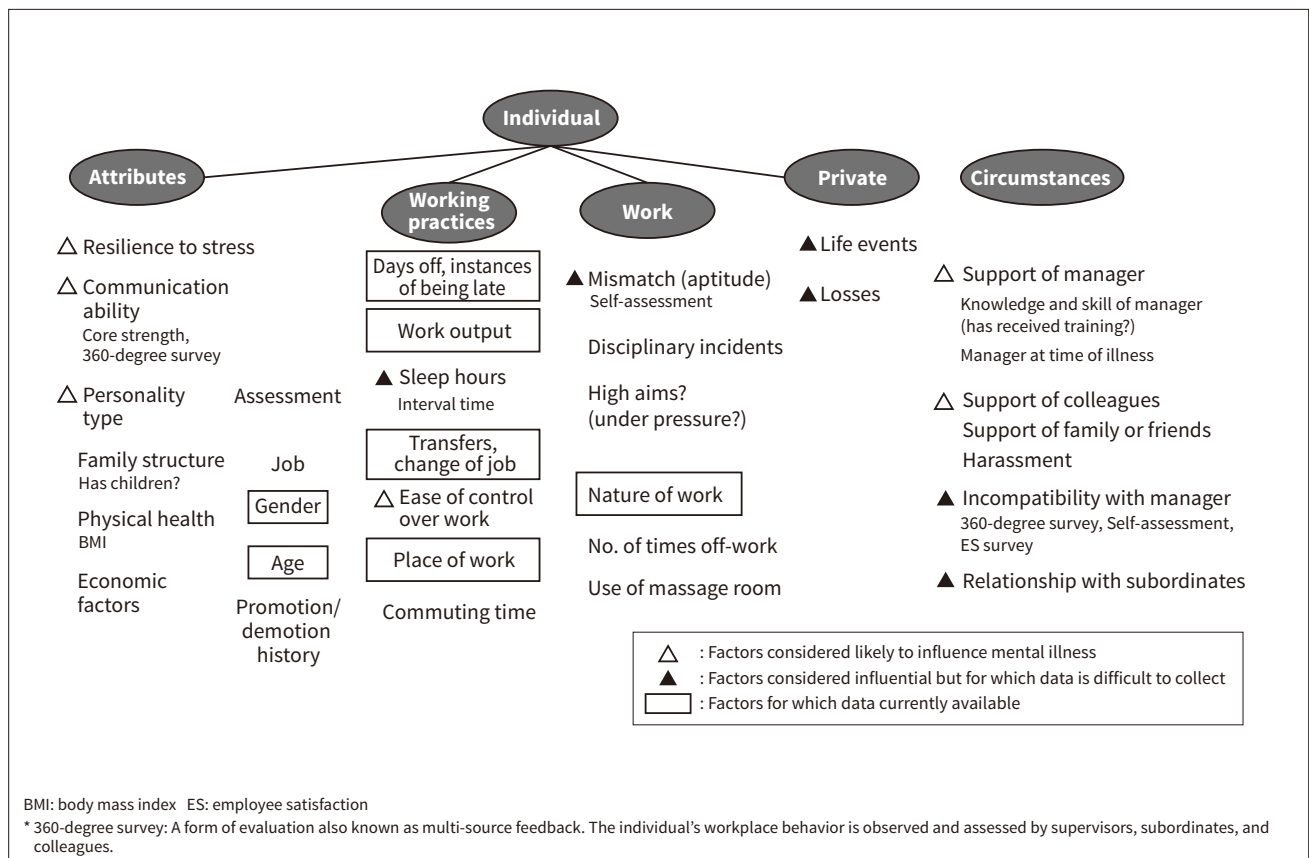 Individual
Attributes
Working
practices
Work
Private
Circumstances
△ Resilience to stress
△ Communication
ability
Core strength,
360-degree survey
△ Personality
type
Family structure
Has children?
Physical health
BMI
Economic
factors
Assessment
Job
Gender
Age
Promotion/
demotion
history
Days off, instances
of being late
Work output
▲ Sleep hours
Interval time
Transfers,
change of job
△ Ease of control
over work
Place of work
Commuting time
▲ Mismatch (aptitude)
Self-assessment
Disciplinary incidents
High aims?
(under pressure?)
Nature of work
No. of times off-work
Use of massage room
▲ Life events
▲ Losses
△ Support of manager
Knowledge and skill of manager
(has received training?)
Manager at time of illness
△ Support of colleagues
Support of family or friends
Harassment
▲ Incompatibility with manager
360-degree survey, Self-assessment,
ES survey
▲ Relationship with subordinates
△ : Factors considered likely to influence mental illness
▲ : Factors considered influential but for which data is difficult to collect
: Factors for which data currently available
BMI: body mass index ES: employee satisfaction
* 360-degree survey: A form of evaluation also known as multi-source feedback. The individual's workplace behavior is observed and assessed by supervisors, subordinates, and
colleagues.